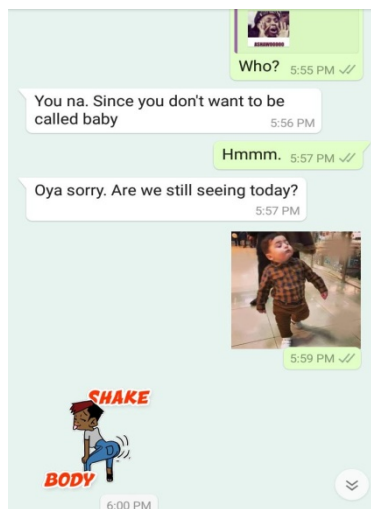 Who? 5:55 PM
You na. Since you don't want to be
called baby 5:56 PM
Hmmm. 5:57 PM
Oya sorry. Are we still seeing today?
5:57 PM
5:59 PM
SHAKE
BODY
6:00 PM